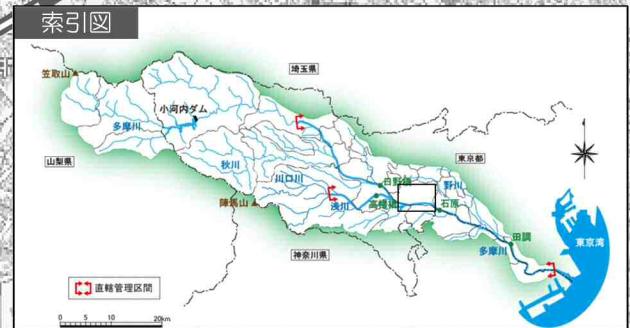 索引図
埼玉県
笠取山
小河内ダム
多摩川
東京都
山梨県
秋川
川口川
日野橋
野川
陣馬山
浅川
高幡橋
石原
田調
多摩川
東京湾
神奈川県
直轄管理区間
0 5 10 20km